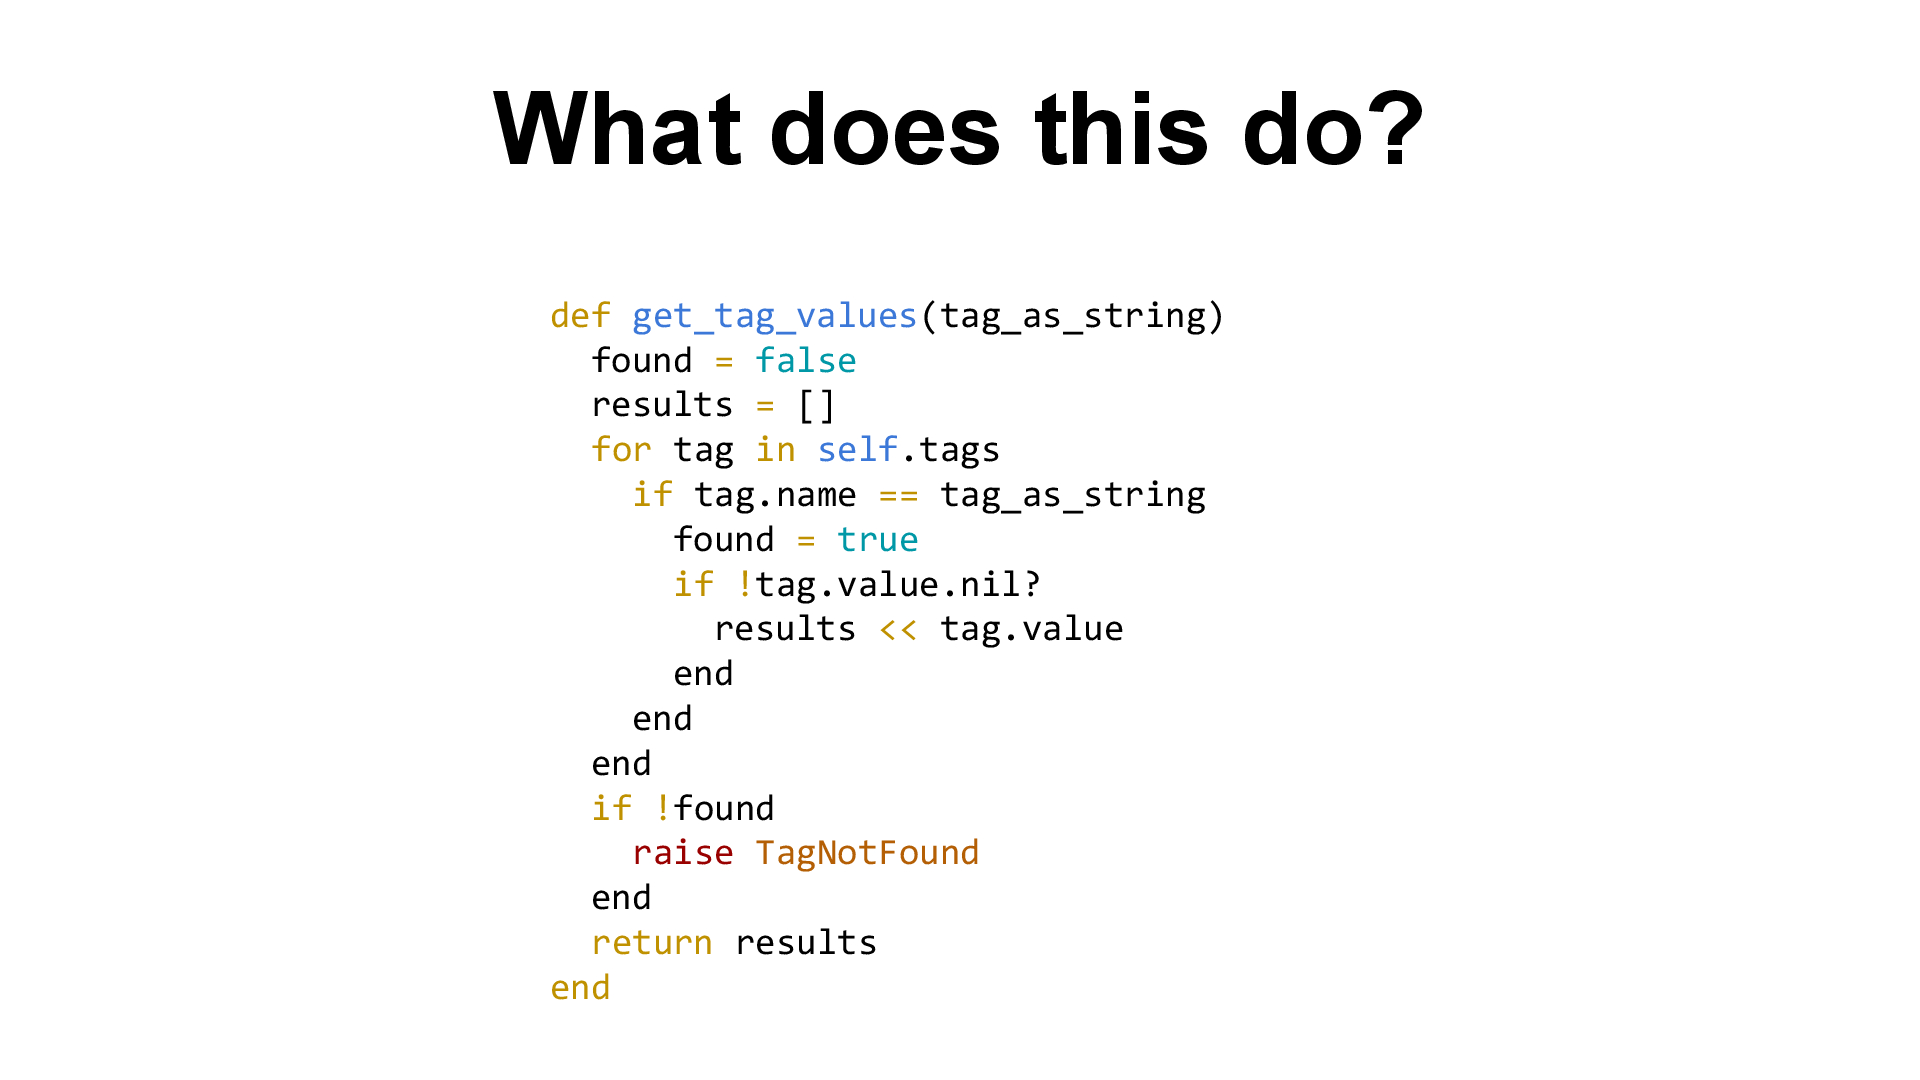 What does this do?
def get_tag_values(tag_as_string)
  found = false
  results = []
  for tag in self.tags
    if tag.name == tag_as_string
      found = true
      if !tag.value.nil?
        results << tag.value
      end
    end
  end
  if !found
    raise TagNotFound
  end
  return results
end